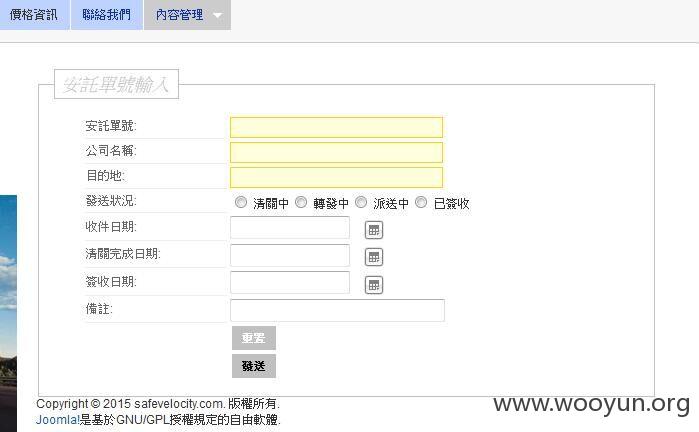 價格資訊 聯絡我們 內容管理
安託單號輸入
安託單號:
公司名稱:
目的地:
發送狀況: 清關中 轉發中 派送中 已簽收
收件日期:
清關完成日期:
簽收日期:
備註:
重置
發送
Copyright © 2015 safevelocity.com. 版權所有.
Joomla!是基於GNU/GPL授權規定的自由軟體.
www.wooyun.org